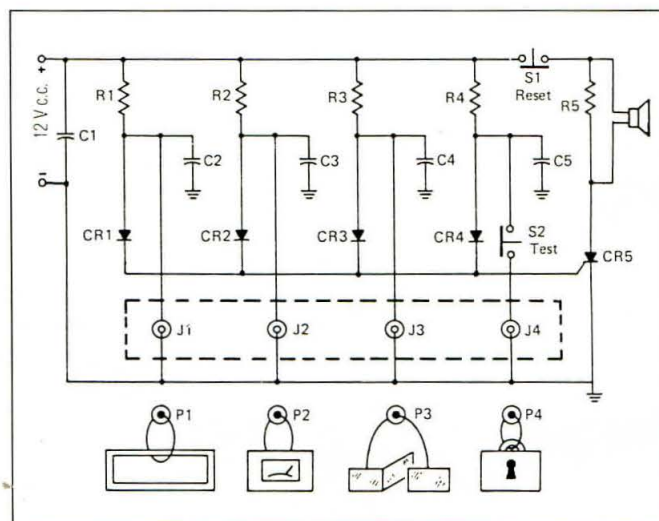 +
12 V c.c.
–
C1
R1
R2
R3
R4
S1
Reset
R5
C2
C3
C4
C5
CR1
CR2
CR3
CR4
S2
Test
CR5
J1
J2
J3
J4
P1
P2
P3
P4